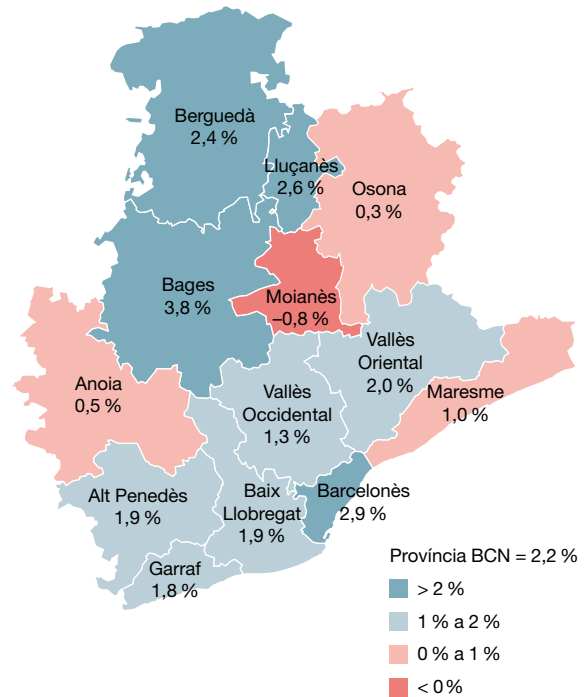 Berguedà
2,4 %
Lluçanès
2,6 %
Osona
0,3 %
Bages
3,8 %
Moianès
–0,8 %
Vallès
Oriental
2,0 %
Maresme
1,0 %
Anoia
0,5 %
Vallès
Occidental
1,3 %
Alt Penedès
1,9 %
Baix
Llobregat
1,9 %
Barcelonès
2,9 %
Garraf
1,8 %
Província BCN = 2,2 %
> 2 %
1 % a 2 %
0 % a 1 %
< 0 %